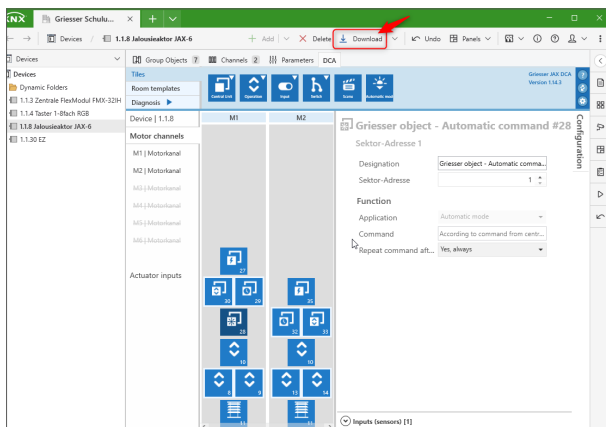 KNX
Griesser Schulu...
Devices / 1.1.8 Jalousieaktor JAX-6
Add
Delete
Download
Undo
Panels
Devices
Group Objects 7
Channels 2
Parameters
DCA
Devices
Dynamic Folders
1.1.3 Zentrale FlexModul FMX-32IH
1.1.4 Taster 1-8fach RGB
1.1.8 Jalousieaktor JAX-6
1.1.30 EZ
Tiles
Room templates
Diagnosis
Control Unit
Operation
Input
Switch
Scene
Automatic mod
Griesser JAX DCA
Version 1.14.3
Device | 1.1.8
Motor channels
M1 | Motorkanal
M2 | Motorkanal
M3 | Motorkanal
M4 | Motorkanal
M5 | Motorkanal
M6 | Motorkanal
Actuator inputs
M1
M2
27
30
29
35
28
32
33
10
10
8
9
13
14
11
11
Griesser object - Automatic command #28
Sektor-Adresse 1
Designation
Griesser object - Automatic comma...
Sektor-Adresse
1
Function
Application
Automatic mode
Command
According to command from centr...
Repeat command aft...
Yes, always
Inputs (sensors) [1]
Configuration